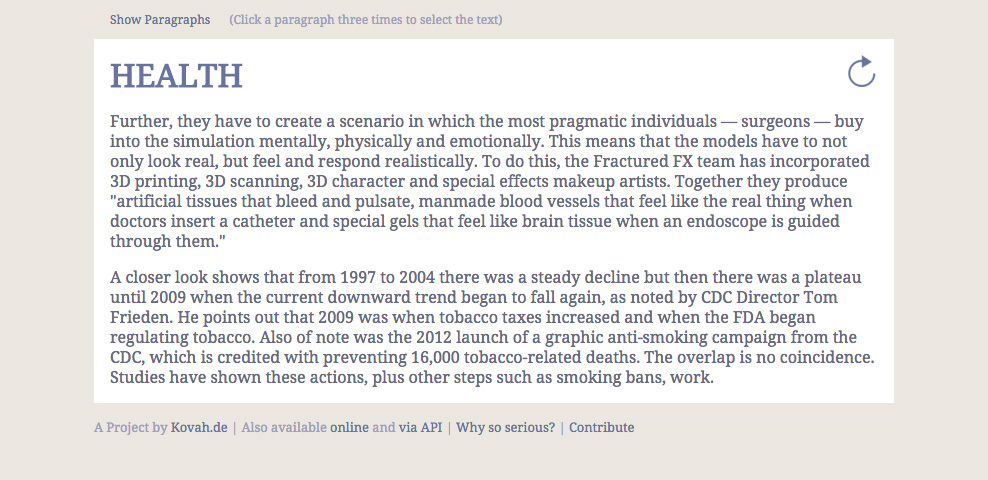 Show Paragraphs (Click a paragraph three times to select the text)
HEALTH
Further, they have to create a scenario in which the most pragmatic individuals — surgeons — buy
into the simulation mentally, physically and emotionally. This means that the models have to not
only look real, but feel and respond realistically. To do this, the Fractured FX team has incorporated
3D printing, 3D scanning, 3D character and special effects makeup artists. Together they produce
"artificial tissues that bleed and pulsate, manmade blood vessels that feel like the real thing when
doctors insert a catheter and special gels that feel like brain tissue when an endoscope is guided
through them."
A closer look shows that from 1997 to 2004 there was a steady decline but then there was a plateau
until 2009 when the current downward trend began to fall again, as noted by CDC Director Tom
Frieden. He points out that 2009 was when tobacco taxes increased and when the FDA began
regulating tobacco. Also of note was the 2012 launch of a graphic anti-smoking campaign from the
CDC, which is credited with preventing 16,000 tobacco-related deaths. The overlap is no coincidence.
Studies have shown these actions, plus other steps such as smoking bans, work.
A Project by Kovah.de | Also available online and via API | Why so serious? | Contribute